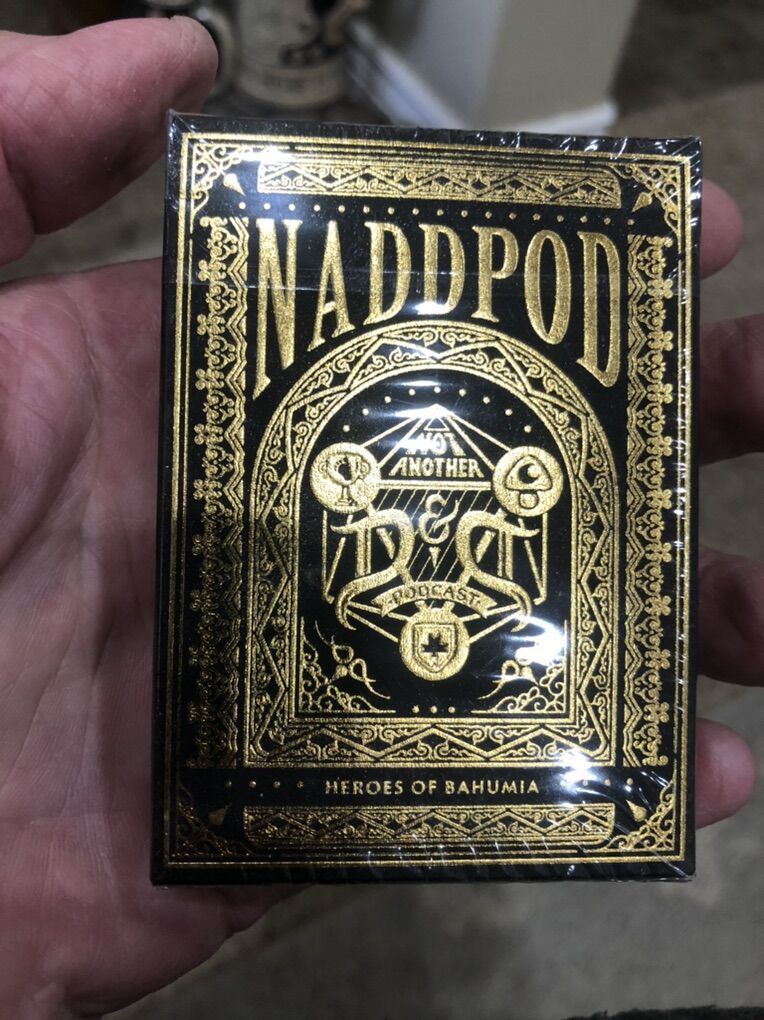 NADDPOD
NOT
ANOTHER
D&D
PODCAST
HEROES OF BAHUMIA